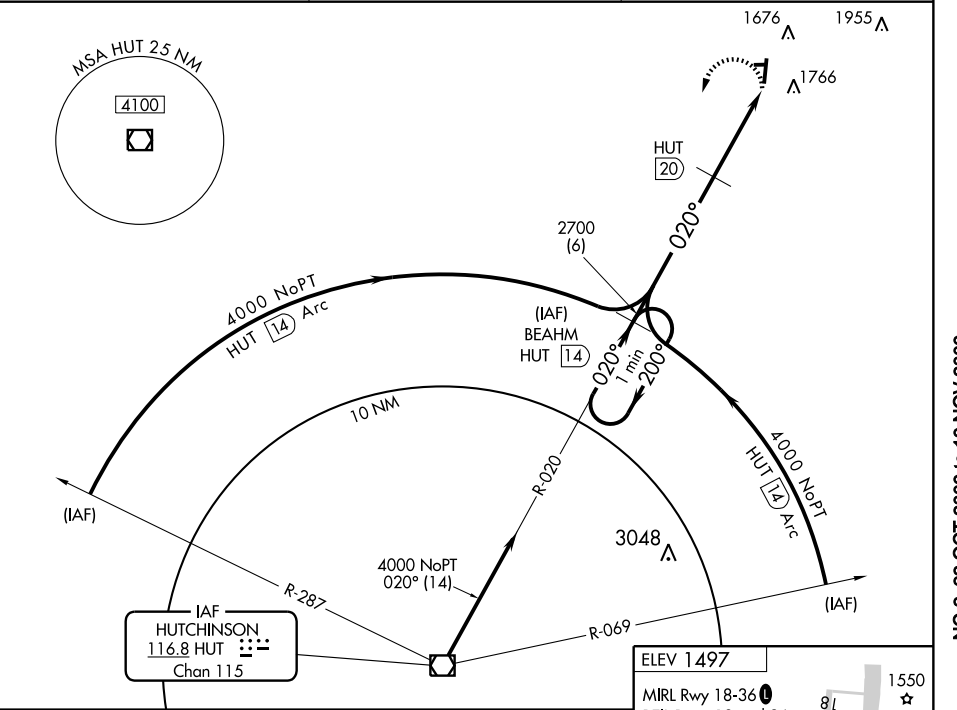 1676
1955
1766
MSA HUT 25 NM
4100
HUT
20
020°
2700
(6)
4000 NoPT
HUT 14 Arc
(IAF)
BEAHM
HUT 14
020°
1 min
200°
10 NM
4000 NoPT
HUT 14 Arc
R-020
(IAF)
3048
4000 NoPT
020° (14)
R-287
(IAF)
R-069
IAF
HUTCHINSON
116.8 HUT
Chan 115
ELEV 1497
MIRL Rwy 18-36 L
1550